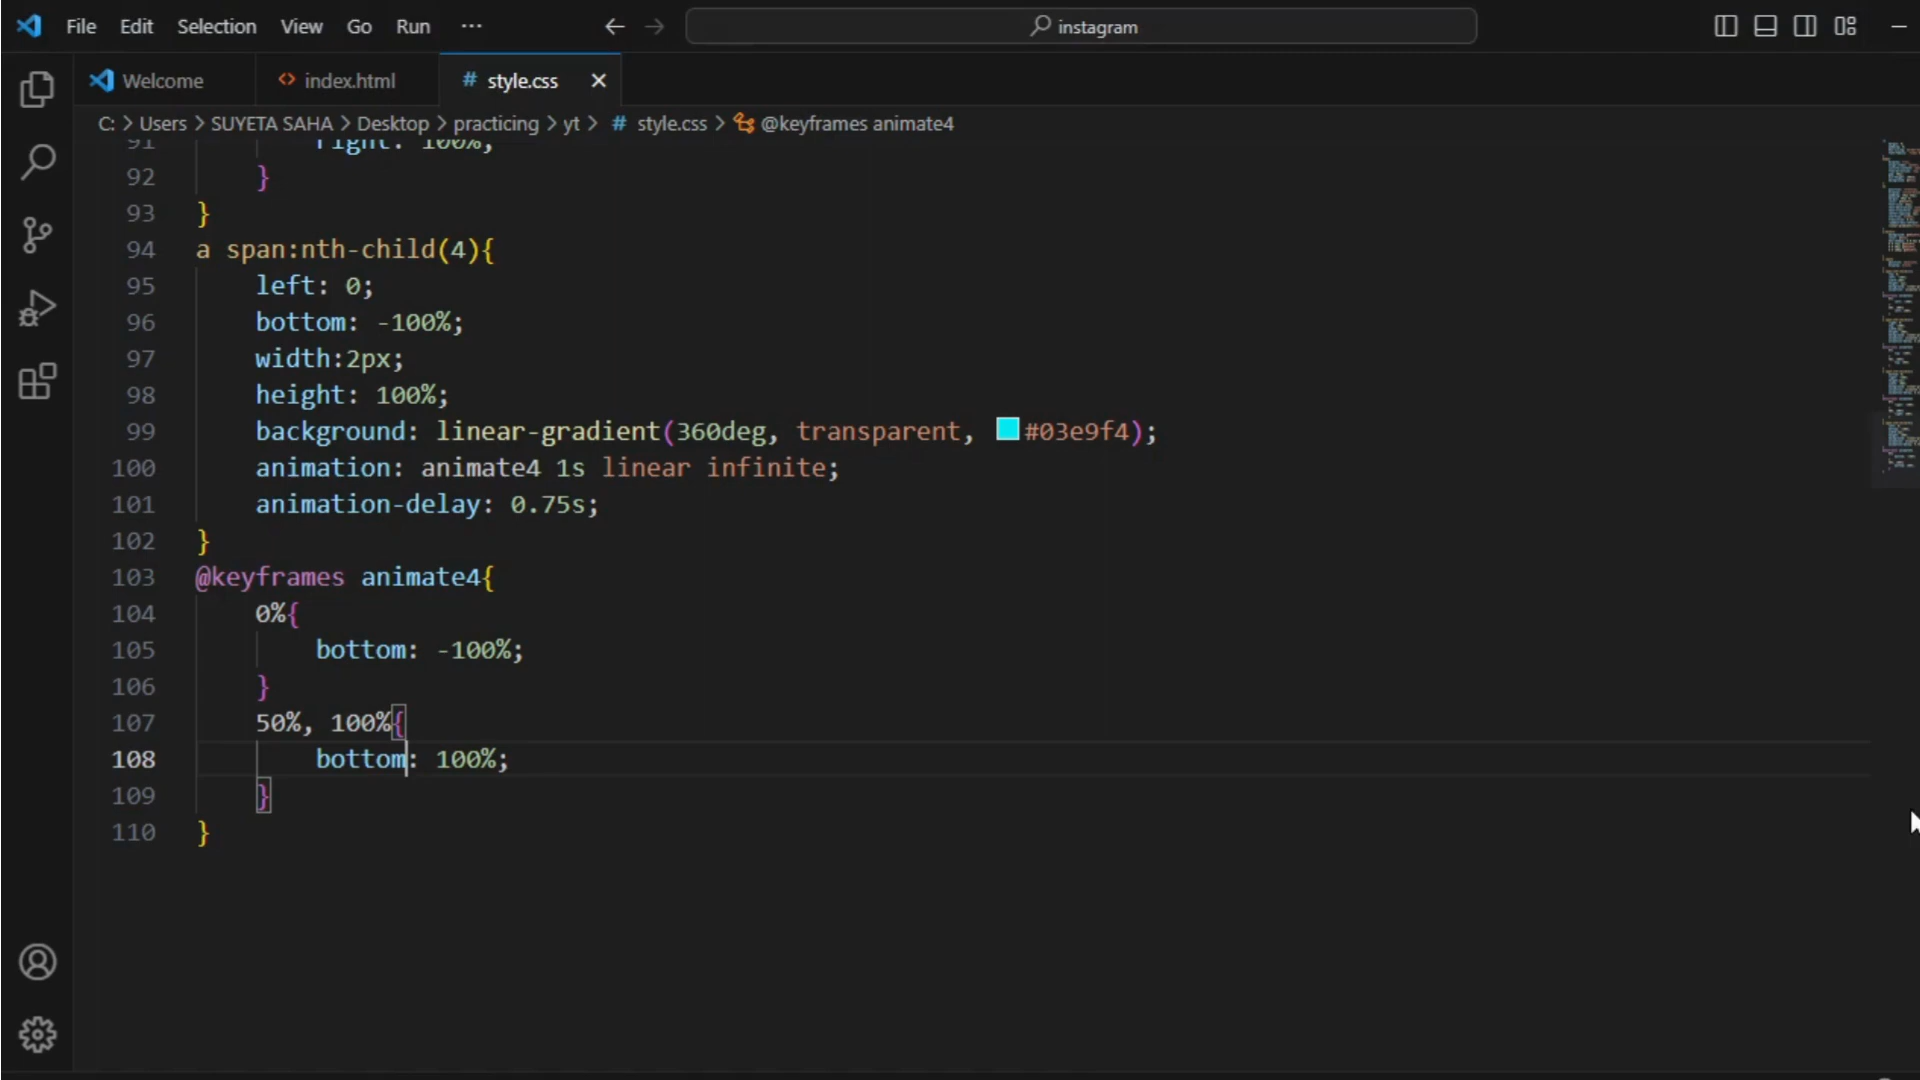 File Edit Selection View Go Run ··· instagram
Welcome index.html # style.css
C: > Users > SUYETA SAHA > Desktop > practicing > yt > # style.css > @keyframes animate4
91 right: 100%;
92 }
93 }
94 a span:nth-child(4){
95 left: 0;
96 bottom: -100%;
97 width:2px;
98 height: 100%;
99 background: linear-gradient(360deg, transparent, #03e9f4);
100 animation: animate4 1s linear infinite;
101 animation-delay: 0.75s;
102 }
103 @keyframes animate4{
104 0%{
105 bottom: -100%;
106 }
107 50%, 100%{
108 bottom: 100%;
109 }
110 }